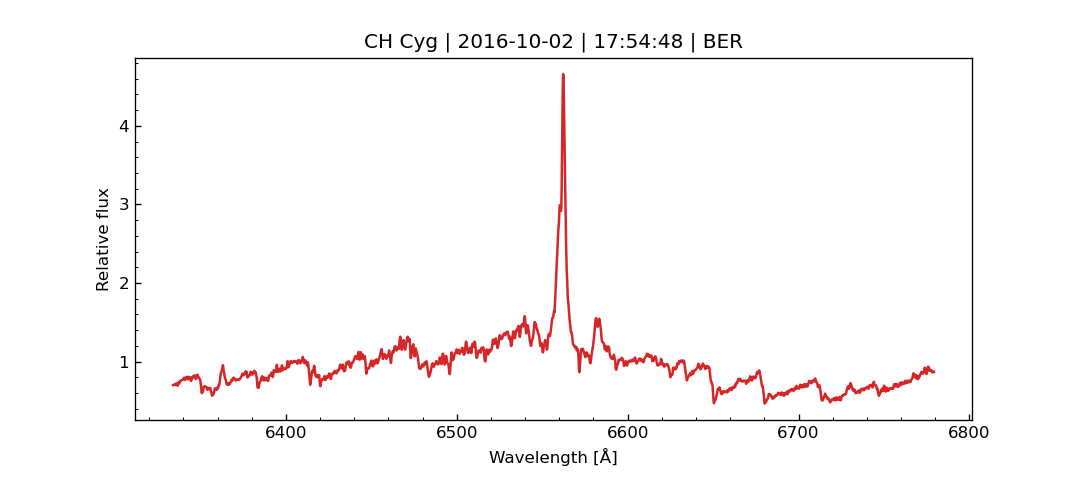 CH Cyg | 2016-10-02 | 17:54:48 | BER
4
3
2
1
Relative flux
6400 6500 6600 6700 6800
Wavelength [Å]